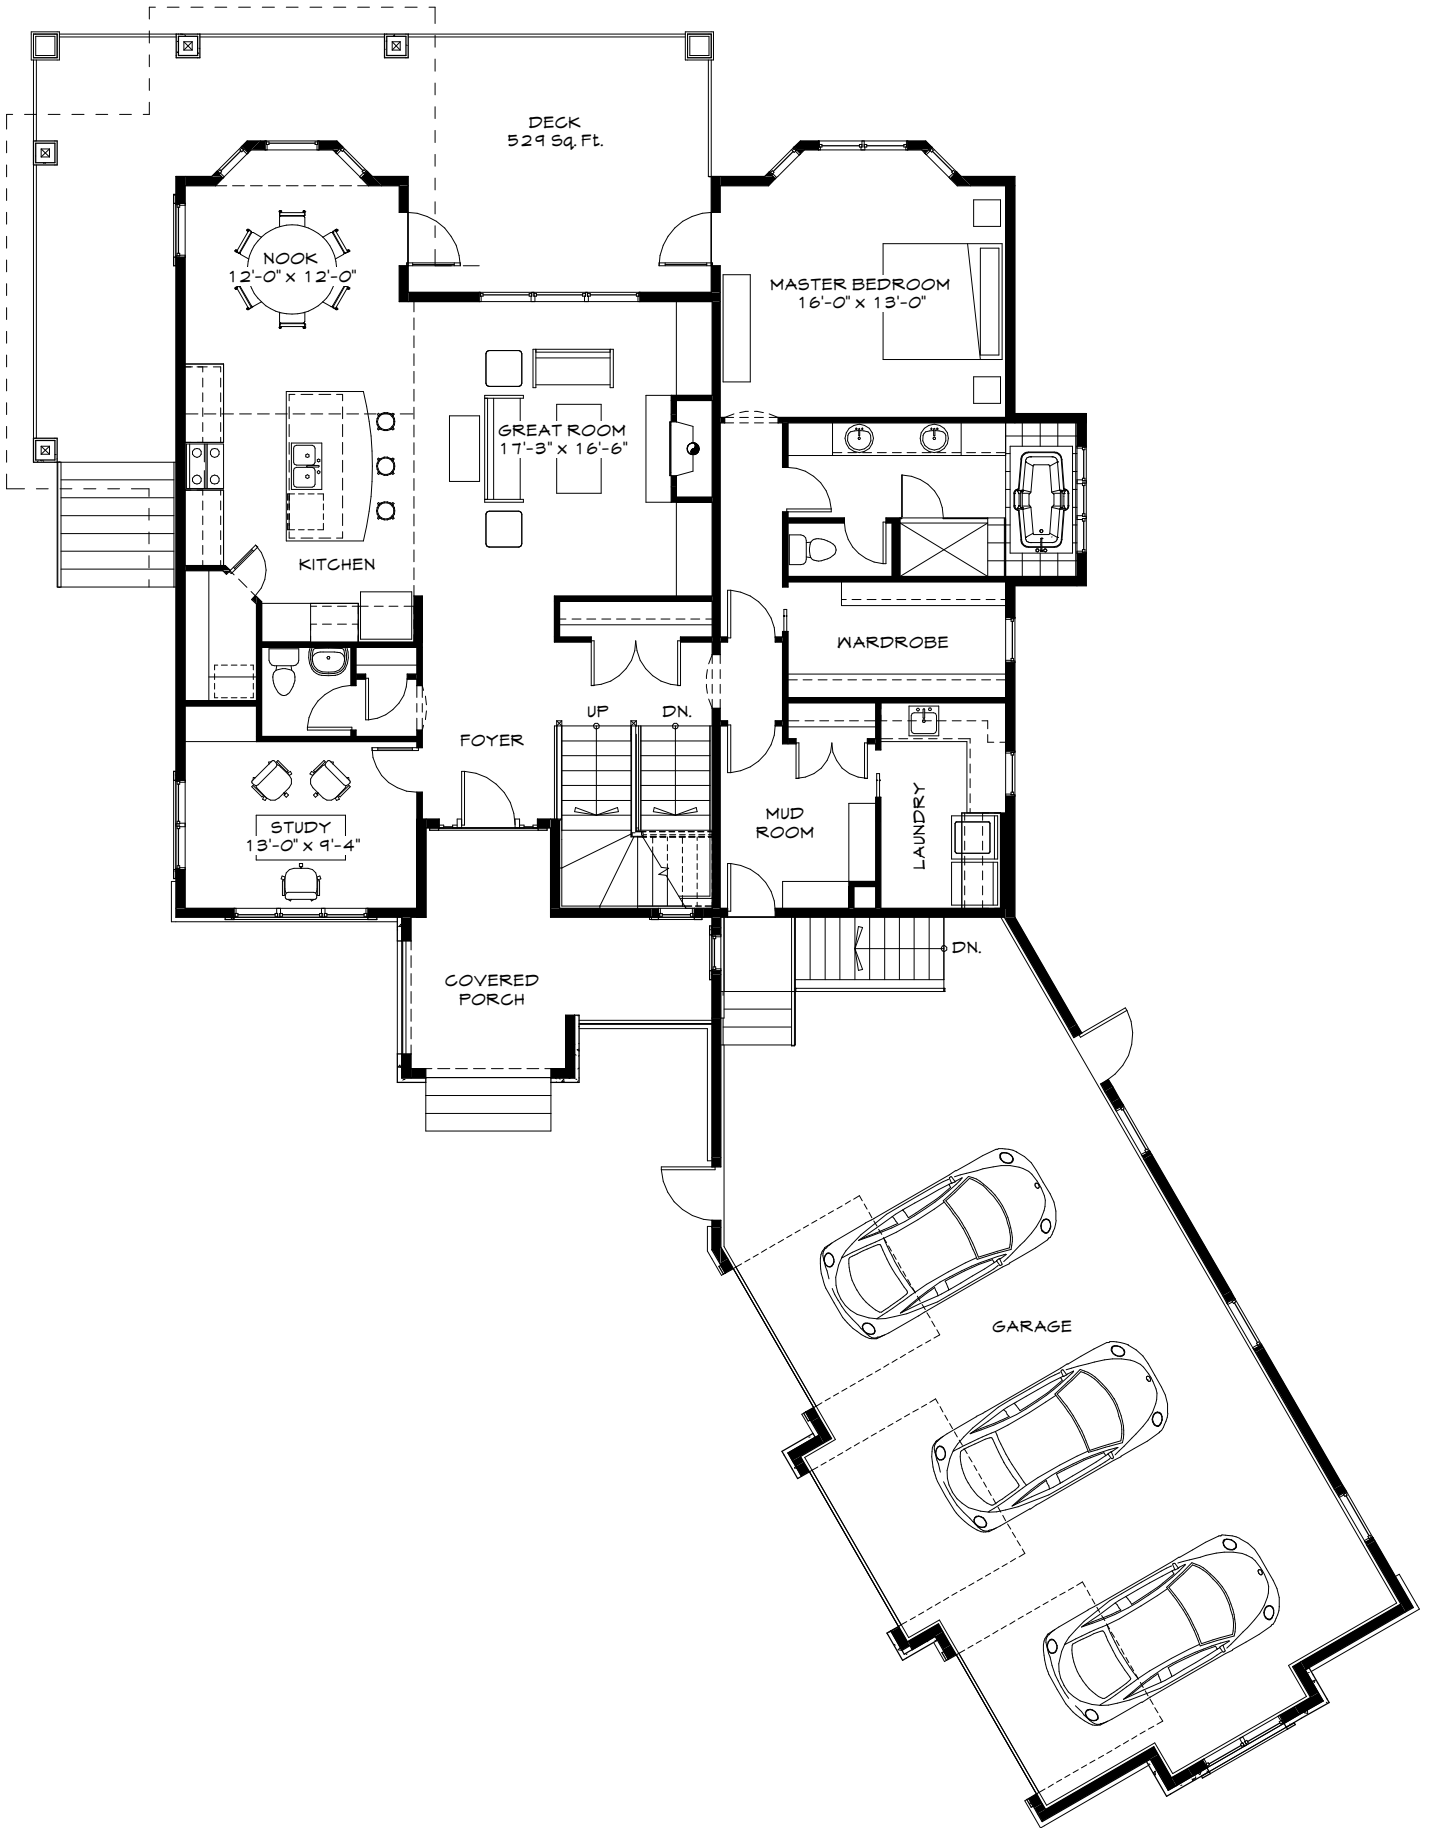 DECK
529 Sq. Ft.
NOOK
12'-0" x 12'-0"
MASTER BEDROOM
16'-0" x 13'-0"
GREAT ROOM
17'-3" x 16'-6"
KITCHEN
WARDROBE
UP
DN.
FOYER
MUD
ROOM
LAUNDRY
STUDY
13'-0" x 9'-4"
DN.
COVERED
PORCH
GARAGE